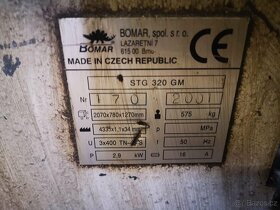 BOMAR, spol. s r. o.
LAZARETNÍ 7
615 00 Brno
BOMAR
MADE IN CZECH REPUBLIC
CE
STG 320 GM
Nr 170 2001
2070x780x1270mm 575 kg
p MPa
U 3x400 f 50 Hz
P 2,9 kW I 16 A
bazos.cz